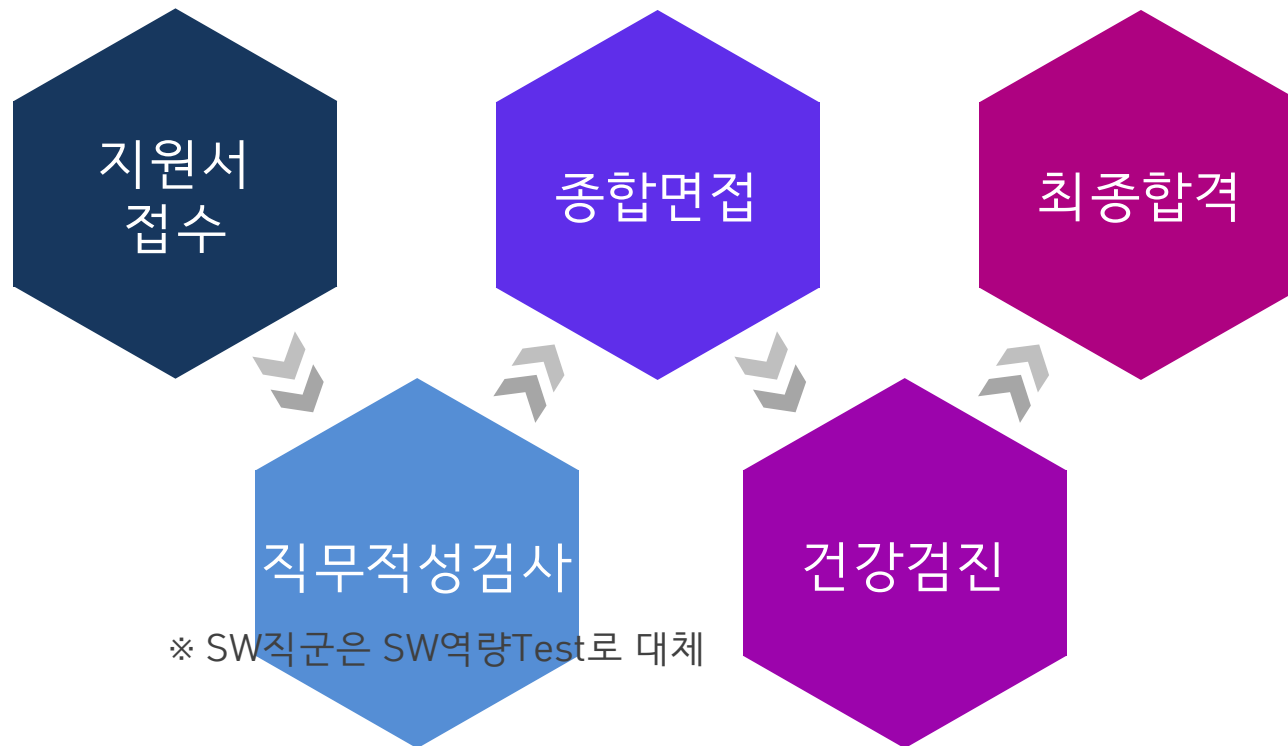 지원서
접수
직무적성검사
※ SW직군은 SW역량Test로 대체
종합면접
건강검진
최종합격